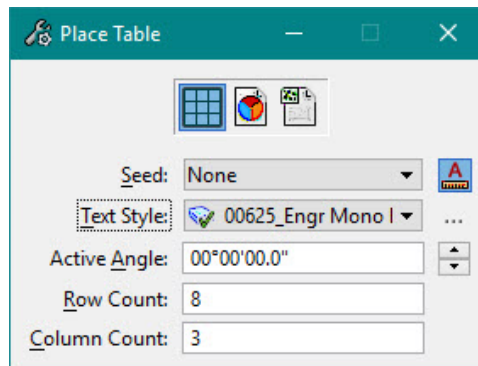 Place Table
Seed: None
Text Style: 00625_Engr Mono
Active Angle: 00°00'00.0"
Row Count: 8
Column Count: 3